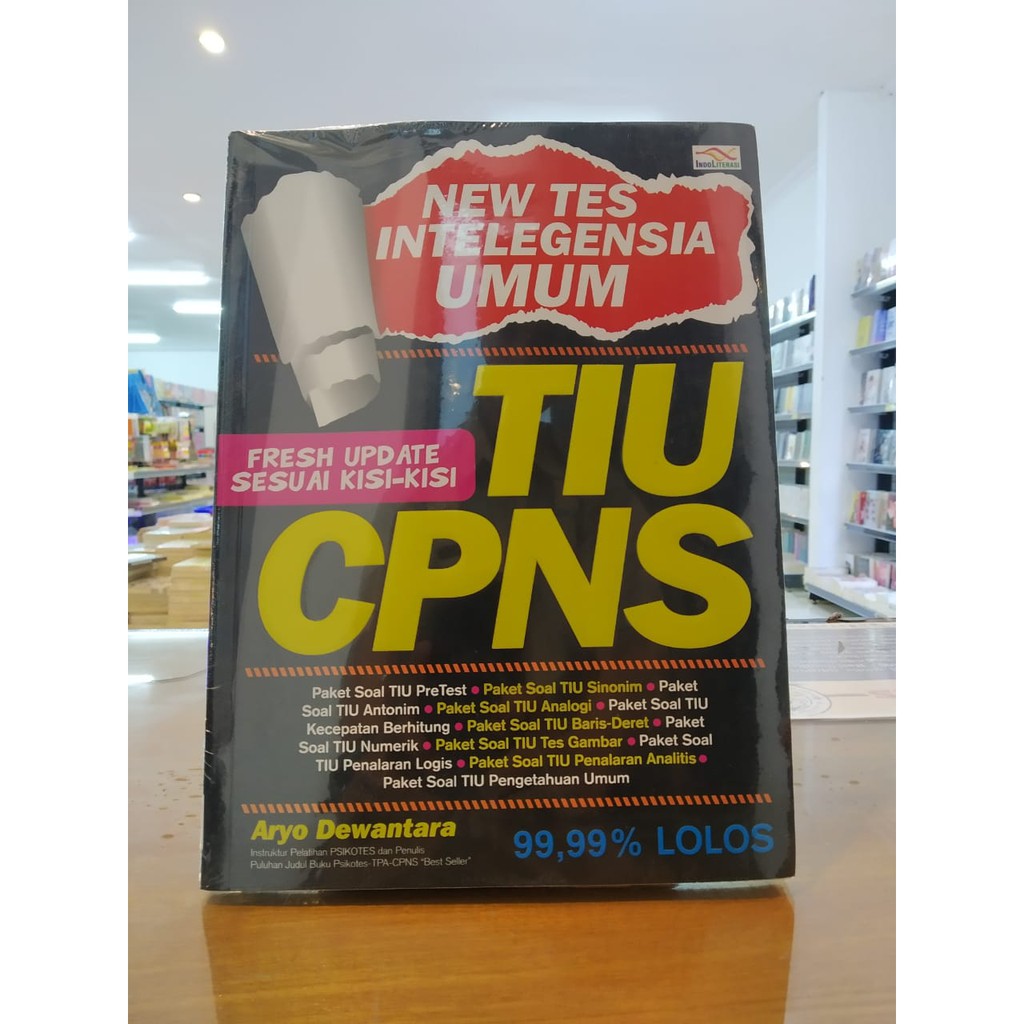 INDOLITERASI
NEW TES
INTELEGENSIA
UMUM
TIU
FRESH UPDATE
SESUAI KISI-KISI
CPNS
Paket Soal TIU PreTest • Paket Soal TIU Sinonim • Paket
Soal TIU Antonim • Paket Soal TIU Analogi • Paket Soal TIU
Kecepatan Berhitung • Paket Soal TIU Baris-Deret • Paket
Soal TIU Numerik • Paket Soal TIU Tes Gambar • Paket Soal
TIU Penalaran Logis • Paket Soal TIU Penalaran Analitis •
Paket Soal TIU Pengetahuan Umum
Aryo Dewantara
Instruktur Pelatihan PSIKOTES dan Penulis
Puluhan Judul Buku Psikotes-TPA-CPNS "Best Seller"
99,99% LOLOS